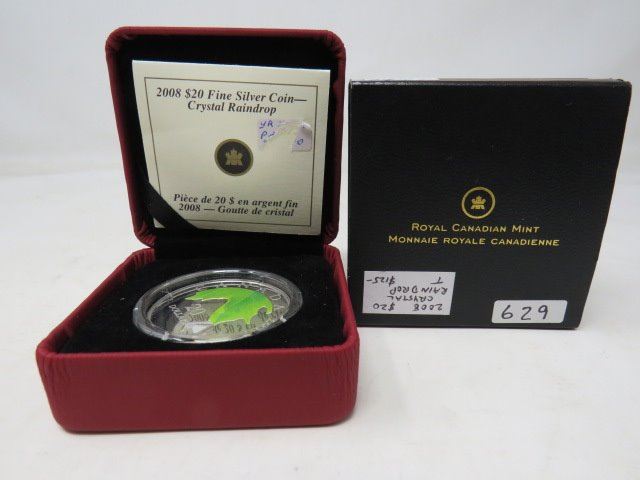 2008 $20 Fine Silver Coin—
Crystal Raindrop
Pièce de 20 $ en argent fin
2008 — Goutte de cristal
ROYAL CANADIAN MINT
MONNAIE ROYALE CANADIENNE
2008 $20
CRYSTAL
RAINDROP
$125-
T
629